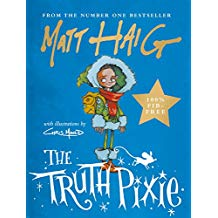 FROM THE NUMBER ONE BESTSELLER
MATT HAIG
100%
FIB-
FREE
with illustrations by
CHRIS MOULD
THE
TRUTH PIXIE